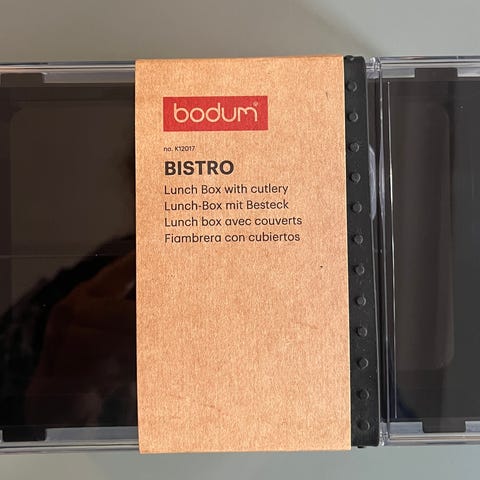 bodum®
no. K12017
BISTRO
Lunch Box with cutlery
Lunch-Box mit Besteck
Lunch box avec couverts
Fiambrera con cubiertos